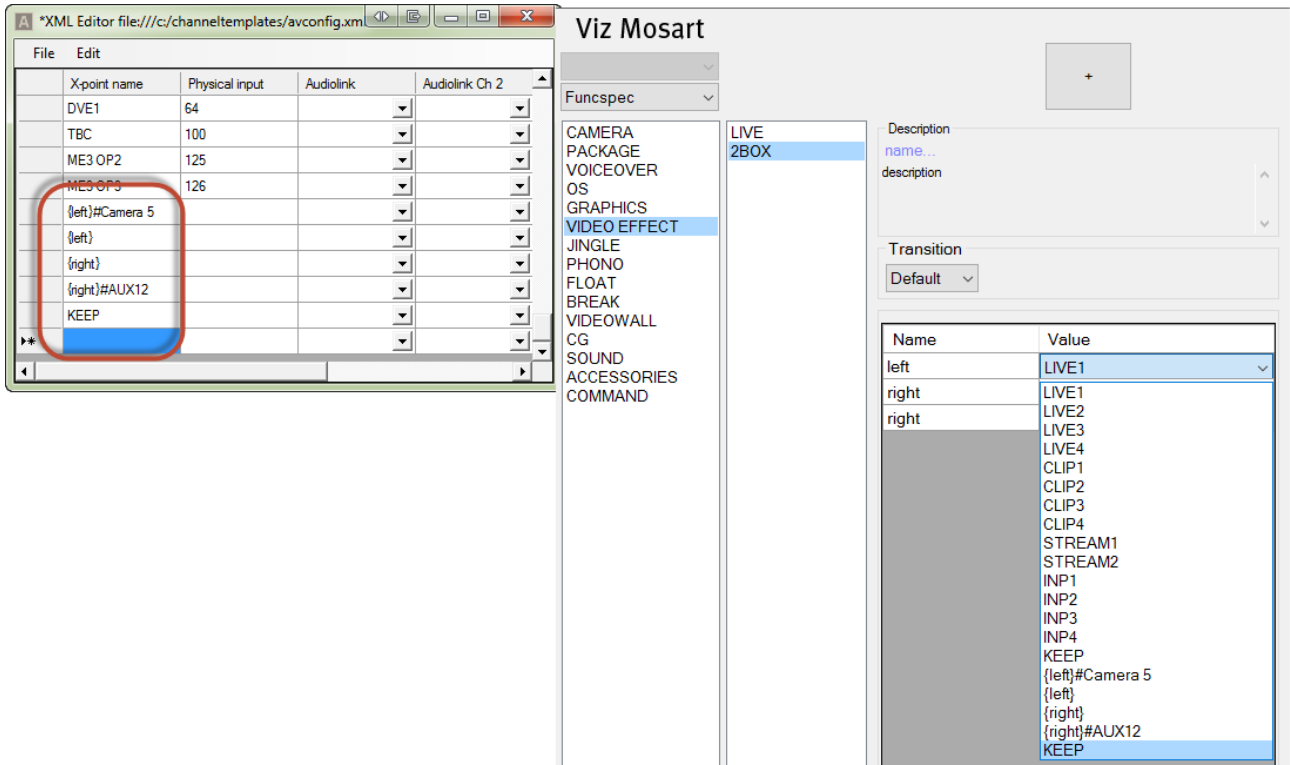 *XML Editor file:///c:/channeltemplates/avconfig.xml
File Edit
X-point name Physical input Audiolink Audiolink Ch 2
DVE1 64
TBC 100
ME3 OP2 125
ME3 OP3 126
{left}#Camera 5
{left}
{right}
{right}#AUX12
KEEP
Viz Mosart
Funcspec
CAMERA
PACKAGE
VOICEOVER
OS
GRAPHICS
VIDEO EFFECT
JINGLE
PHONO
FLOAT
BREAK
VIDEOWALL
CG
SOUND
ACCESSORIES
COMMAND
LIVE
2BOX
+
Description
name...
description
Transition
Default
Name Value
left LIVE1
right
right
LIVE1
LIVE2
LIVE3
LIVE4
CLIP1
CLIP2
CLIP3
CLIP4
STREAM1
STREAM2
INP1
INP2
INP3
INP4
KEEP
{left}#Camera 5
{left}
{right}
{right}#AUX12
KEEP